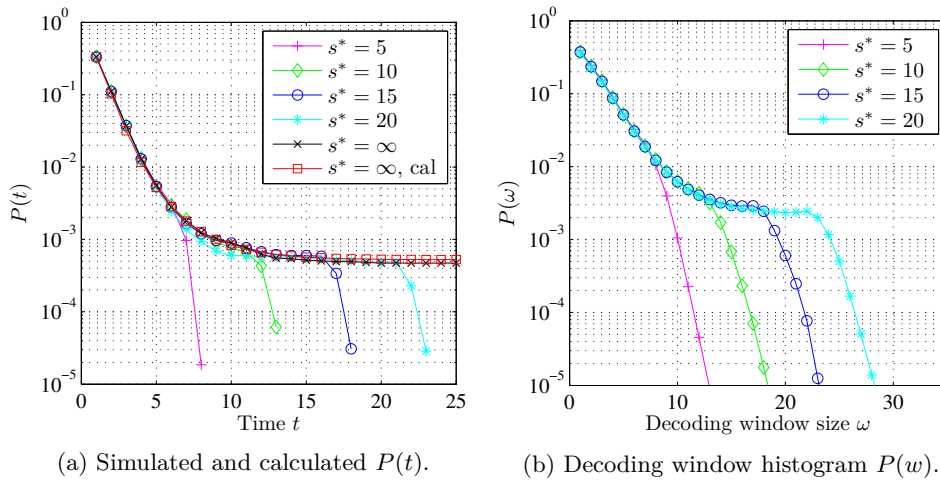 10^0
10^{-1}
10^{-2}
10^{-3}
10^{-4}
10^{-5}
P(t)
0 5 10 15 20 25
Time t
s* = 5
s* = 10
s* = 15
s* = 20
s* = ∞
s* = ∞, cal
(a) Simulated and calculated P(t).
10^0
10^{-1}
10^{-2}
10^{-3}
10^{-4}
10^{-5}
P(ω)
0 10 20 30
Decoding window size ω
s* = 5
s* = 10
s* = 15
s* = 20
(b) Decoding window histogram P(w).